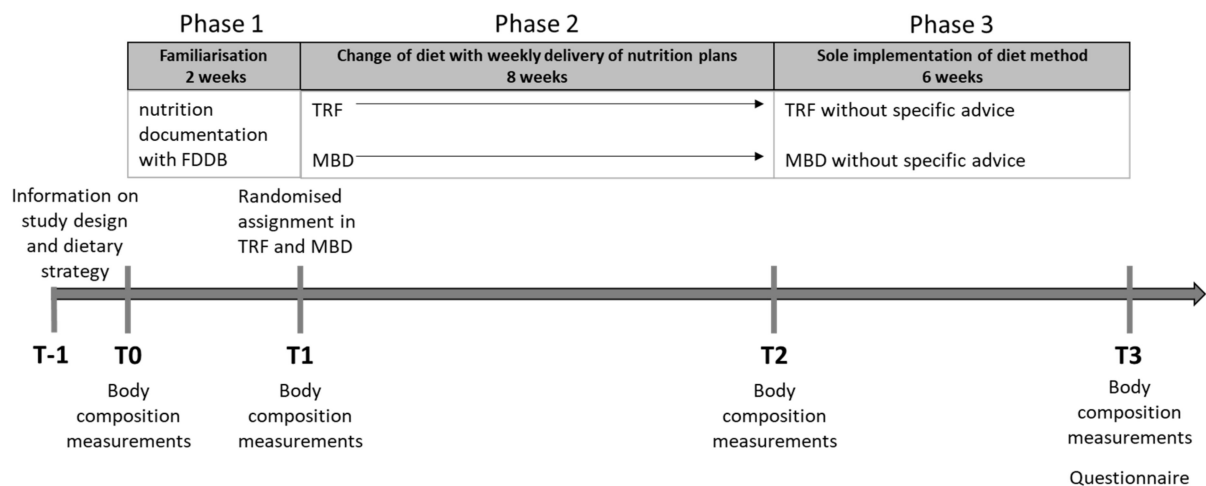 Phase 1
Phase 2
Phase 3
Familiarisation
2 weeks
Change of diet with weekly delivery of nutrition plans
8 weeks
Sole implementation of diet method
6 weeks
nutrition
documentation
with FDDB
TRF
MBD
TRF without specific advice
MBD without specific advice
Information on
study design
and dietary
strategy
Randomised
assignment in
TRF and MBD
T-1
T0
T1
T2
T3
Body
composition
measurements
Body
composition
measurements
Body
composition
measurements
Body
composition
measurements
Questionnaire